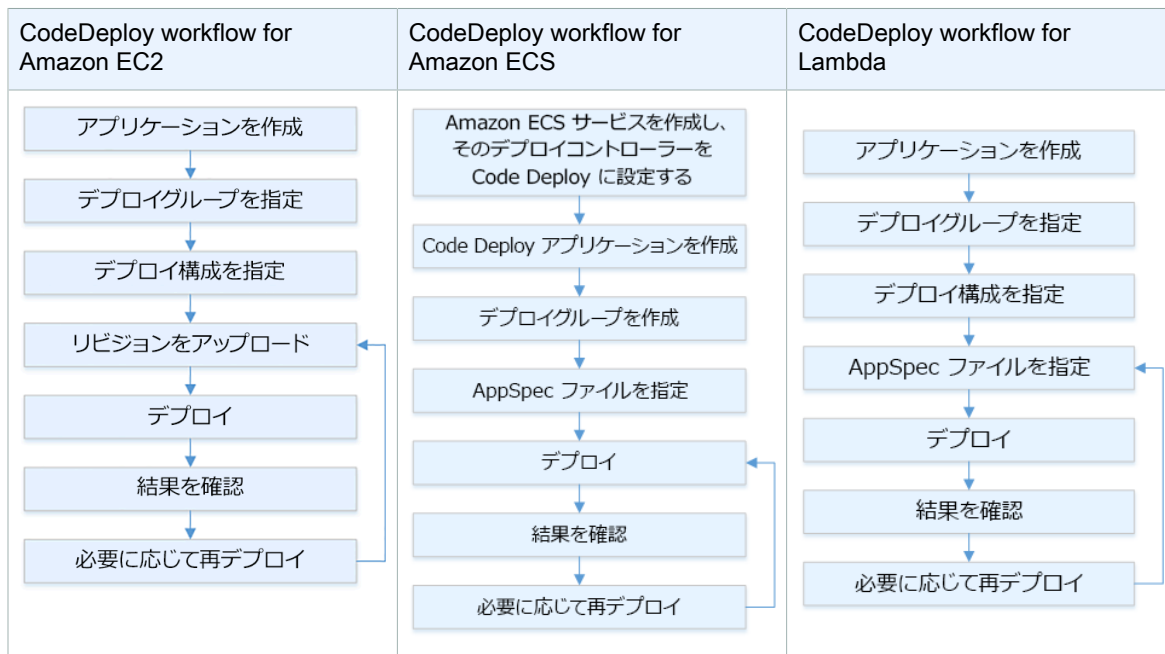 CodeDeploy workflow for
Amazon EC2
アプリケーションを作成
デプロイグループを指定
デプロイ構成を指定
リビジョンをアップロード
デプロイ
結果を確認
必要に応じて再デプロイ
CodeDeploy workflow for
Amazon ECS
Amazon ECS サービスを作成し、
そのデプロイコントローラーを
Code Deploy に設定する
Code Deploy アプリケーションを作成
デプロイグループを作成
AppSpec ファイルを指定
デプロイ
結果を確認
必要に応じて再デプロイ
CodeDeploy workflow for
Lambda
アプリケーションを作成
デプロイグループを指定
デプロイ構成を指定
AppSpec ファイルを指定
デプロイ
結果を確認
必要に応じて再デプロイ